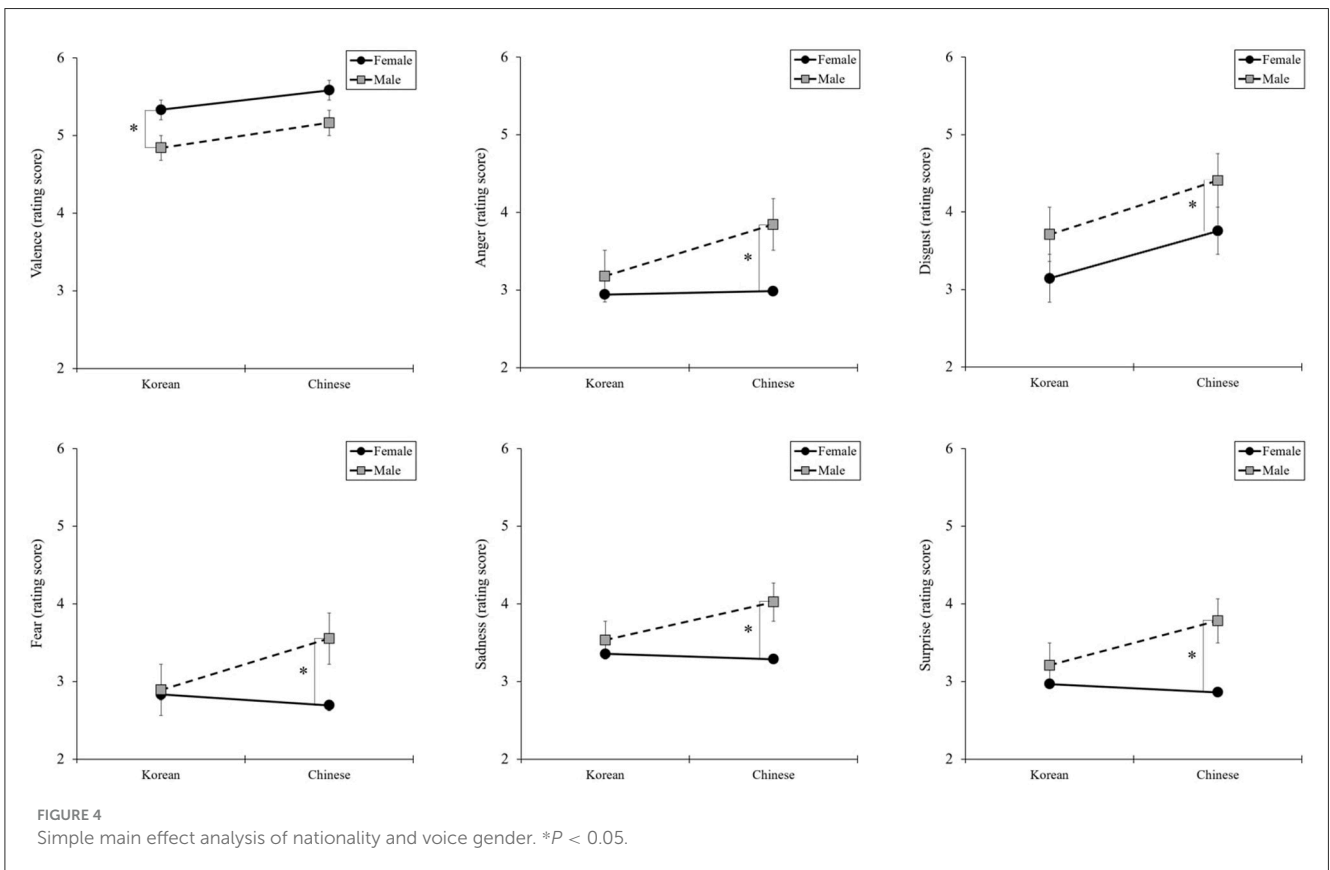 6
5
4
3
2
Valence (rating score)
Female
Male
*
Korean
Chinese
6
5
4
3
2
Anger (rating score)
Female
Male
*
Korean
Chinese
6
5
4
3
2
Disgust (rating score)
Female
Male
*
Korean
Chinese
6
5
4
3
2
Fear (rating score)
Female
Male
*
Korean
Chinese
6
5
4
3
2
Sadness (rating score)
Female
Male
*
Korean
Chinese
6
5
4
3
2
Surprise (rating score)
Female
Male
*
Korean
Chinese
FIGURE 4
Simple main effect analysis of nationality and voice gender. *P < 0.05.